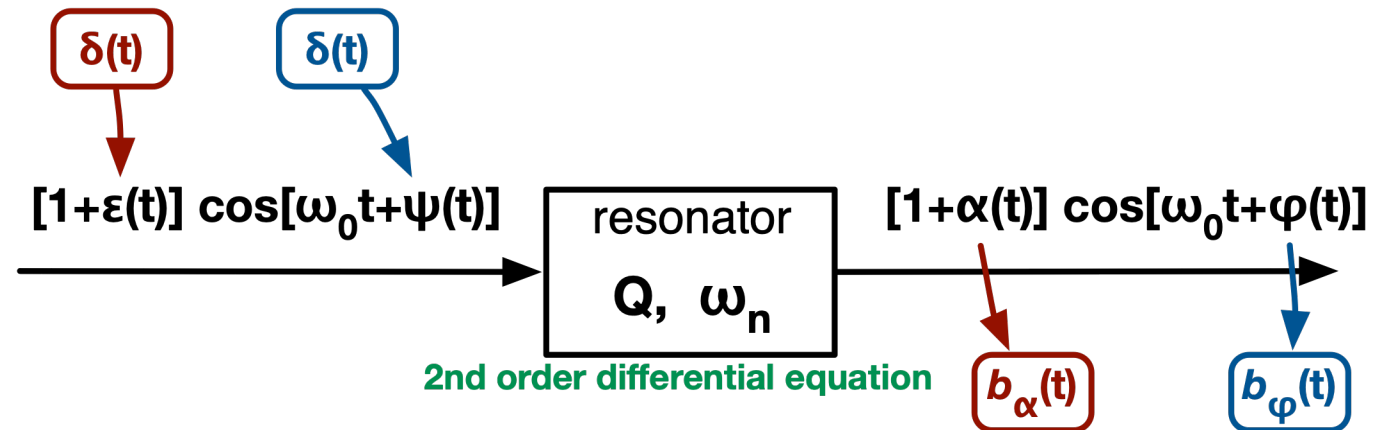 δ(t) δ(t)
[1+ε(t)] cos[ω₀t+ψ(t)]
resonator
Q, ωₙ
[1+α(t)] cos[ω₀t+φ(t)]
2nd order differential equation
bα(t) bφ(t)